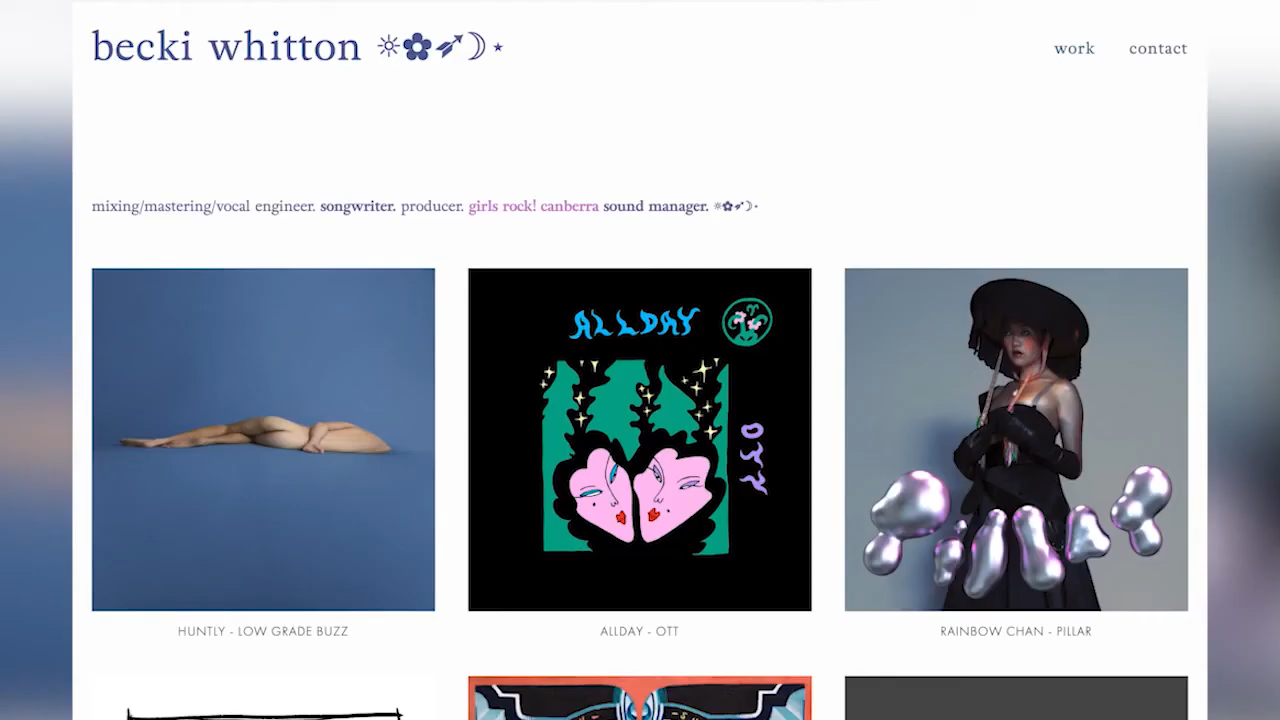 becki whitton ☼✿➶☽⋆
work
contact
mixing/mastering/vocal engineer. songwriter. producer. girls rock! canberra sound manager. ☼✿➶☽⋆
ALLDAY
OTT
PILLAR
HUNTLY - LOW GRADE BUZZ
ALLDAY - OTT
RAINBOW CHAN - PILLAR